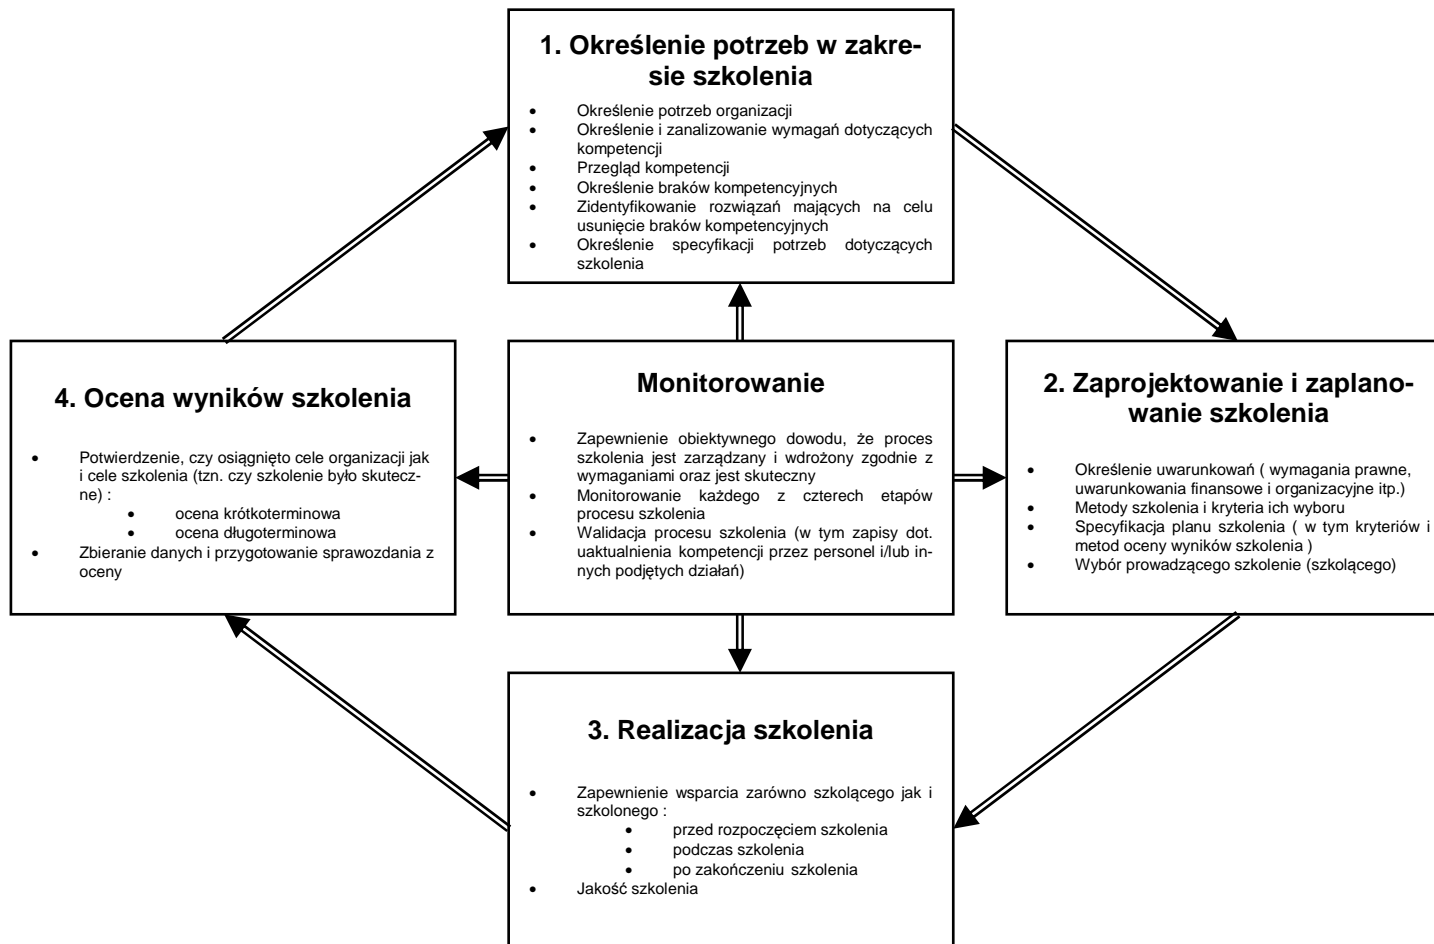 1. Określenie potrzeb w zakre-
sie szkolenia
• Określenie potrzeb organizacji
• Określenie i zanalizowanie wymagań dotyczących
kompetencji
• Przegląd kompetencji
• Określenie braków kompetencyjnych
• Zidentyfikowanie rozwiązań mających na celu
usunięcie braków kompetencyjnych
• Określenie specyfikacji potrzeb dotyczących
szkolenia
4. Ocena wyników szkolenia
• Potwierdzenie, czy osiągnięto cele organizacji jak
i cele szkolenia (tzn. czy szkolenie było skutecz-
ne) :
• ocena krótkoterminowa
• ocena długoterminowa
• Zbieranie danych i przygotowanie sprawozdania z
oceny
Monitorowanie
• Zapewnienie obiektywnego dowodu, że proces
szkolenia jest zarządzany i wdrożony zgodnie z
wymaganiami oraz jest skuteczny
• Monitorowanie każdego z czterech etapów
procesu szkolenia
• Walidacja procesu szkolenia (w tym zapisy dot.
uaktualnienia kompetencji przez personel i/lub in-
nych podjętych działań)
2. Zaprojektowanie i zaplano-
wanie szkolenia
• Określenie uwarunkowań ( wymagania prawne,
uwarunkowania finansowe i organizacyjne itp.)
• Metody szkolenia i kryteria ich wyboru
• Specyfikacja planu szkolenia ( w tym kryteriów i
metod oceny wyników szkolenia )
• Wybór prowadzącego szkolenie (szkolącego)
3. Realizacja szkolenia
• Zapewnienie wsparcia zarówno szkolącego jak i
szkolonego :
• przed rozpoczęciem szkolenia
• podczas szkolenia
• po zakończeniu szkolenia
• Jakość szkolenia